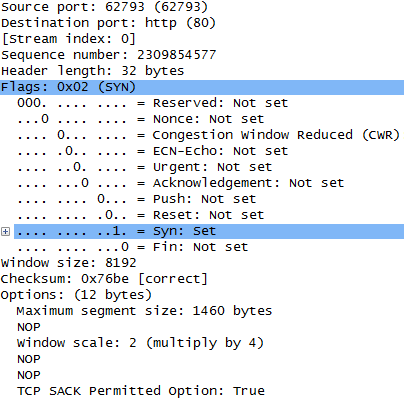 Source port: 62793 (62793)
Destination port: http (80)
[Stream index: 0]
Sequence number: 2309854577
Header length: 32 bytes
Flags: 0x02 (SYN)
000. .... .... = Reserved: Not set
...0 .... .... = Nonce: Not set
.... 0... .... = Congestion Window Reduced (CWR)
.... .0.. .... = ECN-Echo: Not set
.... ..0. .... = Urgent: Not set
.... ...0 .... = Acknowledgement: Not set
.... .... 0... = Push: Not set
.... .... .0.. = Reset: Not set
.... .... ..1. = Syn: Set
.... .... ...0 = Fin: Not set
Window size: 8192
Checksum: 0x76be [correct]
Options: (12 bytes)
Maximum segment size: 1460 bytes
NOP
Window scale: 2 (multiply by 4)
NOP
NOP
TCP SACK Permitted Option: True